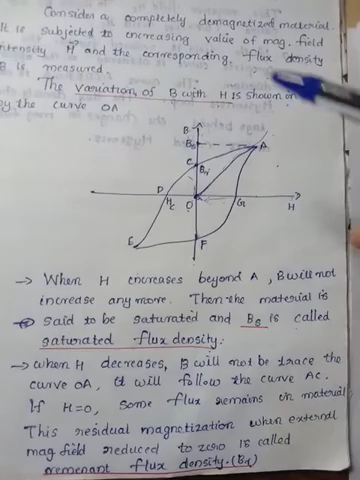 Consider a completely demagnetized material.
It is subjected to increasing value of mag. field
intensity H and the corresponding flux density
B is measured.
The variation of B with H is shown in
by the curve OA
B
Bs
A
C
Br
D
Hc
O
G
H
E
F
→ When H increases beyond A, B will not
increase any more. Then the material is
said to be saturated and Bs is called
saturated flux density.
→ when H decreases, B will not be trace the
curve OA, it will follow the curve AC.
If H=0, some flux remains in material
This residual magnetization when external
mag field reduced to zero is called
remenant flux density. (Br)